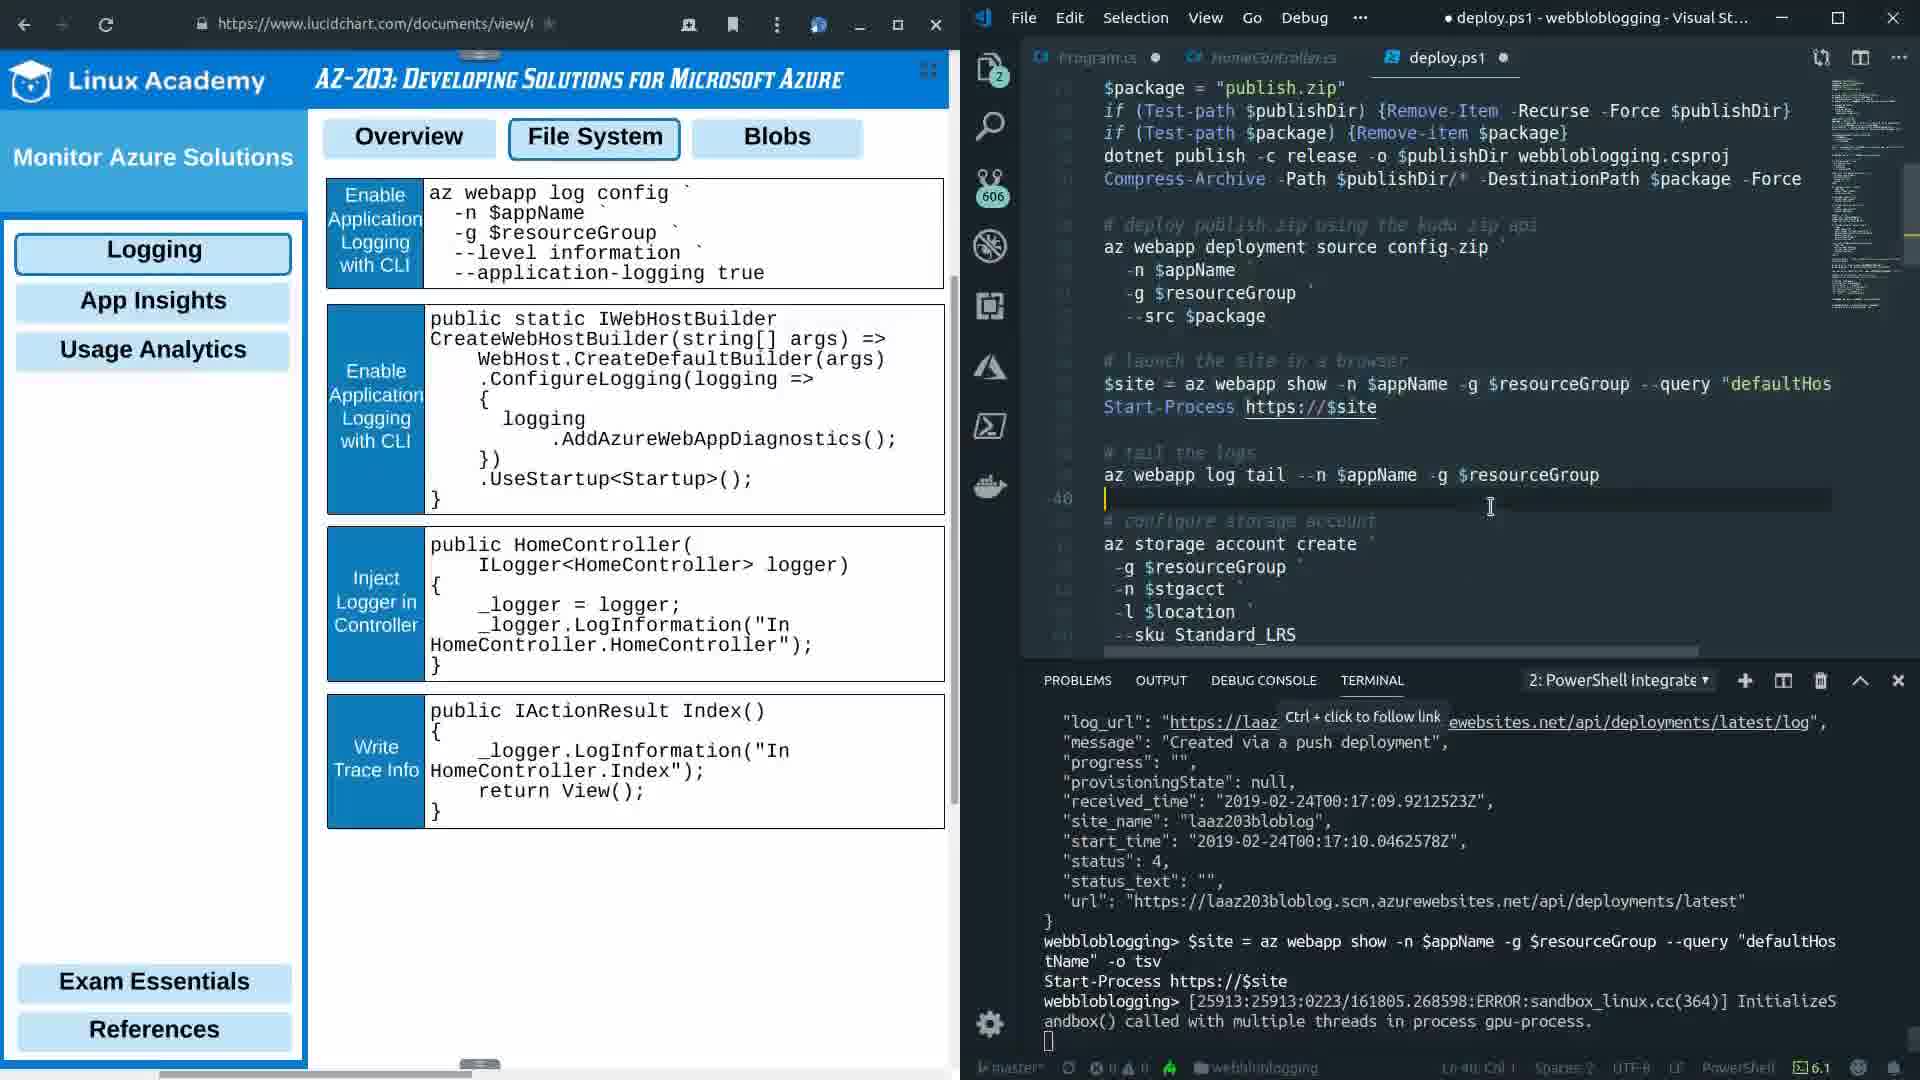 https://www.lucidchart.com/documents/view/
Linux Academy
AZ-203: Developing Solutions for Microsoft Azure
Monitor Azure Solutions
Logging
App Insights
Usage Analytics
Exam Essentials
References
Overview
File System
Blobs
Enable
Application
Logging
with CLI
az webapp log config `
-n $appName `
-g $resourceGroup `
--level information `
--application-logging true
Enable
Application
Logging
with CLI
public static IWebHostBuilder
CreateWebHostBuilder(string[] args) =>
WebHost.CreateDefaultBuilder(args)
.ConfigureLogging(logging =>
{
logging
.AddAzureWebAppDiagnostics();
})
.UseStartup<Startup>();
}
Inject
Logger in
Controller
public HomeController(
ILogger<HomeController> logger)
{
_logger = logger;
_logger.LogInformation("In
HomeController.HomeController");
}
Write
Trace Info
public IActionResult Index()
{
_logger.LogInformation("In
HomeController.Index");
return View();
}
File Edit Selection View Go Debug ···
● deploy.ps1 - webbloblogging - Visual St...
Program.cs
HomeController.cs
deploy.ps1
2
606
$package = "publish.zip"
if (Test-path $publishDir) {Remove-Item -Recurse -Force $publishDir}
if (Test-path $package) {Remove-item $package}
dotnet publish -c release -o $publishDir webbloblogging.csproj
Compress-Archive -Path $publishDir/* -DestinationPath $package -Force
# deploy publish.zip using the kudu zip api
az webapp deployment source config-zip `
-n $appName `
-g $resourceGroup `
--src $package
# launch the site in a browser
$site = az webapp show -n $appName -g $resourceGroup --query "defaultHos
Start-Process https://$site
# tail the logs
az webapp log tail --n $appName -g $resourceGroup
40
# configure storage account
az storage account create `
-g $resourceGroup `
-n $stgacct `
-l $location `
--sku Standard_LRS
PROBLEMS OUTPUT DEBUG CONSOLE TERMINAL
2: PowerShell Integrate
Ctrl + click to follow link
"log_url": "https://laaz ewebsites.net/api/deployments/latest/log",
"message": "Created via a push deployment",
"progress": "",
"provisioningState": null,
"received_time": "2019-02-24T00:17:09.9212523Z",
"site_name": "laaz203bloblog",
"start_time": "2019-02-24T00:17:10.0462578Z",
"status": 4,
"status_text": "",
"url": "https://laaz203bloblog.scm.azurewebsites.net/api/deployments/latest"
}
webbloblogging> $site = az webapp show -n $appName -g $resourceGroup --query "defaultHos
tName" -o tsv
Start-Process https://$site
webbloblogging> [25913:25913:0223/161805.268598:ERROR:sandbox_linux.cc(364)] InitializeS
andbox() called with multiple threads in process gpu-process.
master*
0
0
webbloblogging
Ln 40, Col 1
Spaces: 2
UTF-8
LF
PowerShell
6.1